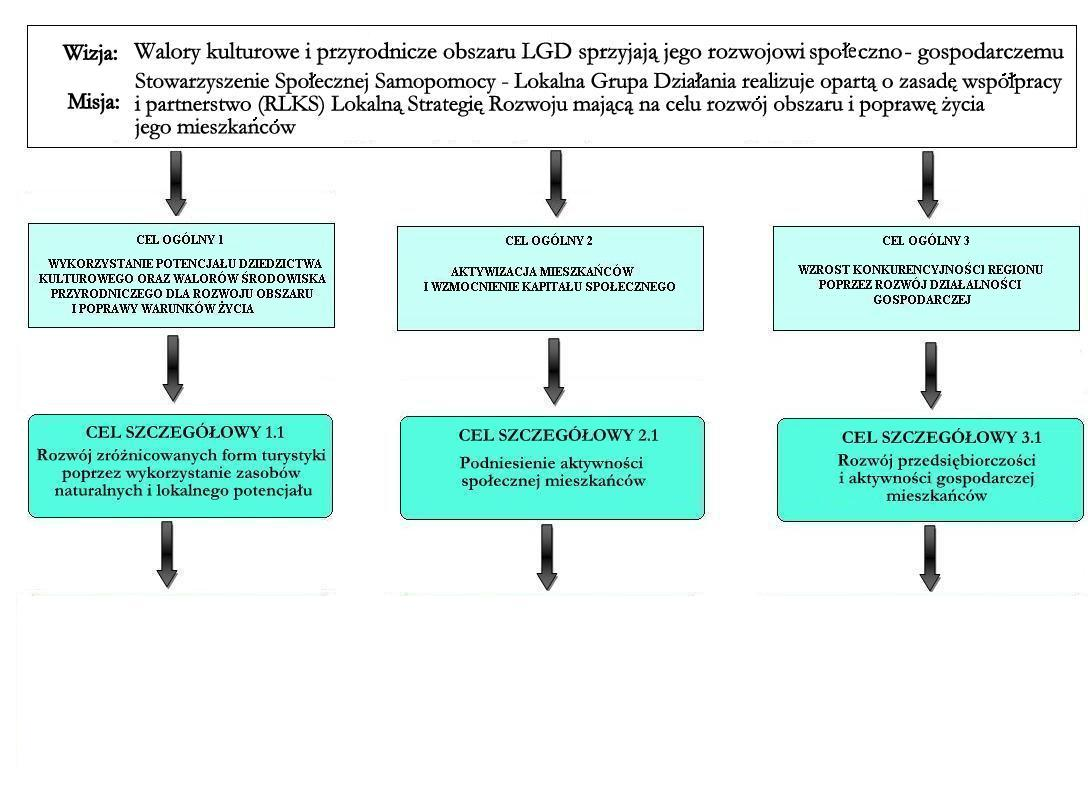 Wizja: Walory kulturowe i przyrodnicze obszaru LGD sprzyjają jego rozwojowi społeczno - gospodarczemu
Stowarzyszenie Społecznej Samopomocy - Lokalna Grupa Działania realizuje opartą o zasadę współpracy
Misja: i partnerstwo (RLKS) Lokalną Strategię Rozwoju mającą na celu rozwój obszaru i poprawę życia
jego mieszkańców
CEL OGÓLNY 1
WYKORZYSTANIE POTENCJAŁU DZIEDZICTWA
KULTUROWEGO ORAZ WALORÓW ŚRODOWISKA
PRZYRODNICZEGO DLA ROZWOJU OBSZARU
I POPRAWY WARUNKÓW ŻYCIA
CEL OGÓLNY 2
AKTYWIZACJA MIESZKAŃCÓW
I WZMOCNIENIE KAPITAŁU SPOŁECZNEGO
CEL OGÓLNY 3
WZROST KONKURENCYJNOŚCI REGIONU
POPRZEZ ROZWÓJ DZIAŁALNOŚCI
GOSPODARCZEJ
CEL SZCZEGÓŁOWY 1.1
Rozwój zróżnicowanych form turystyki
poprzez wykorzystanie zasobów
naturalnych i lokalnego potencjału
CEL SZCZEGÓŁOWY 2.1
Podniesienie aktywności
społecznej mieszkańców
CEL SZCZEGÓŁOWY 3.1
Rozwój przedsiębiorczości
i aktywności gospodarczej
mieszkańców